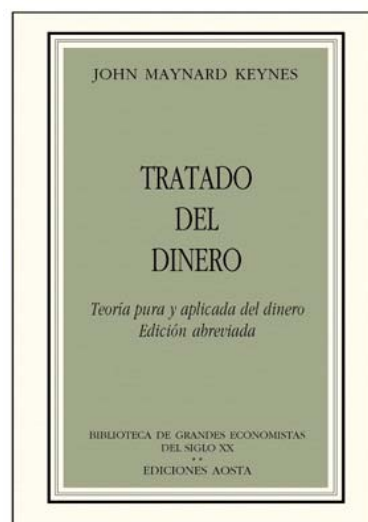 JOHN MAYNARD KEYNES
TRATADO
DEL
DINERO
Teoría pura y aplicada del dinero
Edición abreviada
BIBLIOTECA DE GRANDES ECONOMISTAS
DEL SIGLO XX
EDICIONES AOSTA